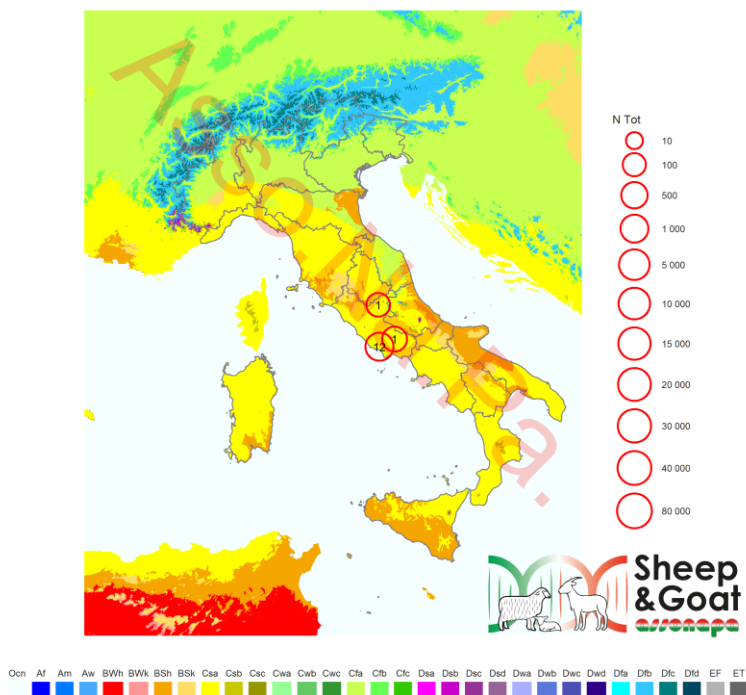 Asso.Na.Pa.
N Tot
10
100
500
1 000
5 000
10 000
15 000
20 000
30 000
40 000
80 000
1
1
12
Sheep
&Goat
assonapa
Ocn Af Am Aw BWh BWk BSh BSk Csa Csb Csc Cwa Cwb Cwc Cfa Cfb Cfc Dsa Dsb Dsc Dsd Dwa Dwb Dwc Dwd Dfa Dfb Dfc Dfd EF ET